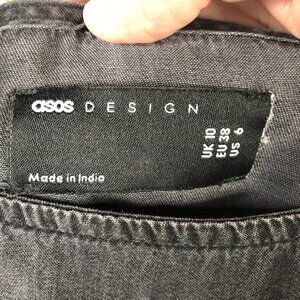 asos DESIGN
UK 10
EU 38
US 6
Made in India